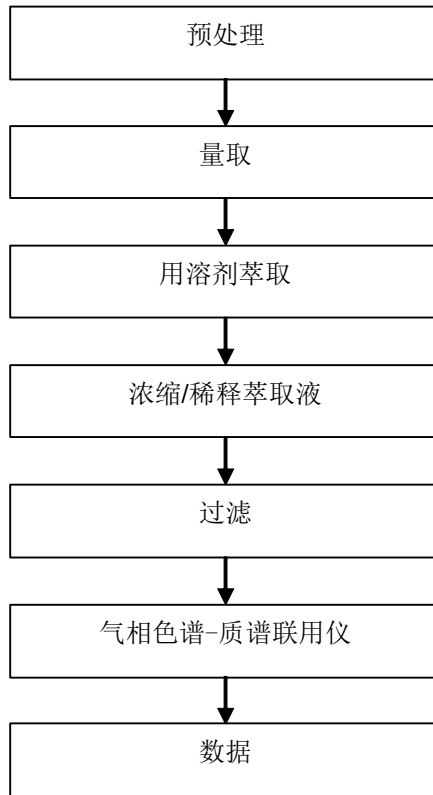 预处理
量取
用溶剂萃取
浓缩/稀释萃取液
过滤
气相色谱-质谱联用仪
数据